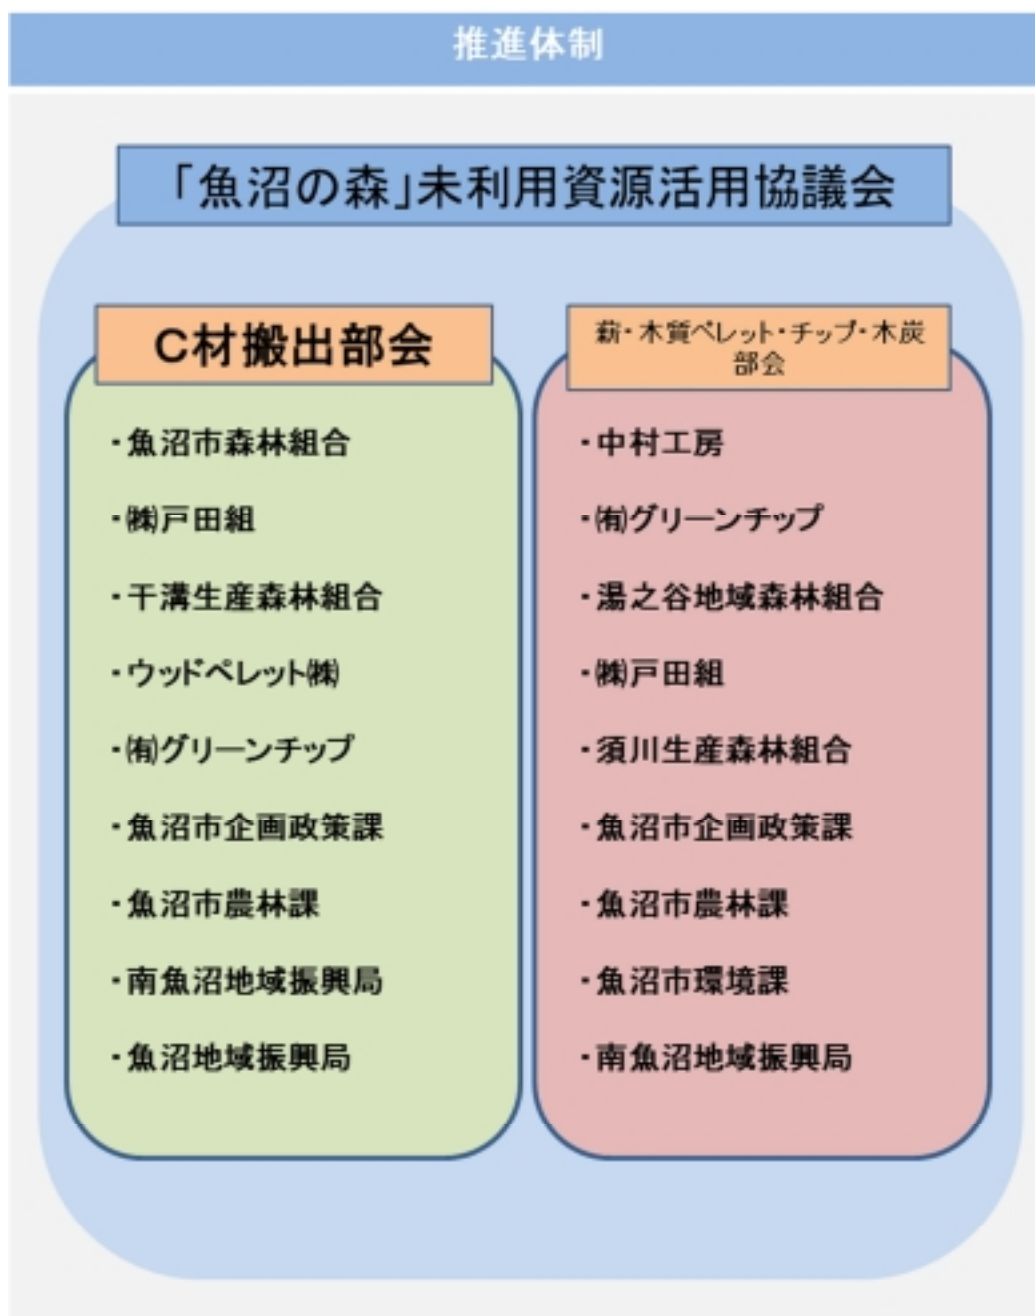 推進体制
「魚沼の森」未利用資源活用協議会
C材搬出部会
・魚沼市森林組合
・㈱戸田組
・干溝生産森林組合
・ウッドペレット㈱
・㈲グリーンチップ
・魚沼市企画政策課
・魚沼市農林課
・南魚沼地域振興局
・魚沼地域振興局
薪・木質ペレット・チップ・木炭
部会
・中村工房
・㈲グリーンチップ
・湯之谷地域森林組合
・㈱戸田組
・須川生産森林組合
・魚沼市企画政策課
・魚沼市農林課
・魚沼市環境課
・南魚沼地域振興局